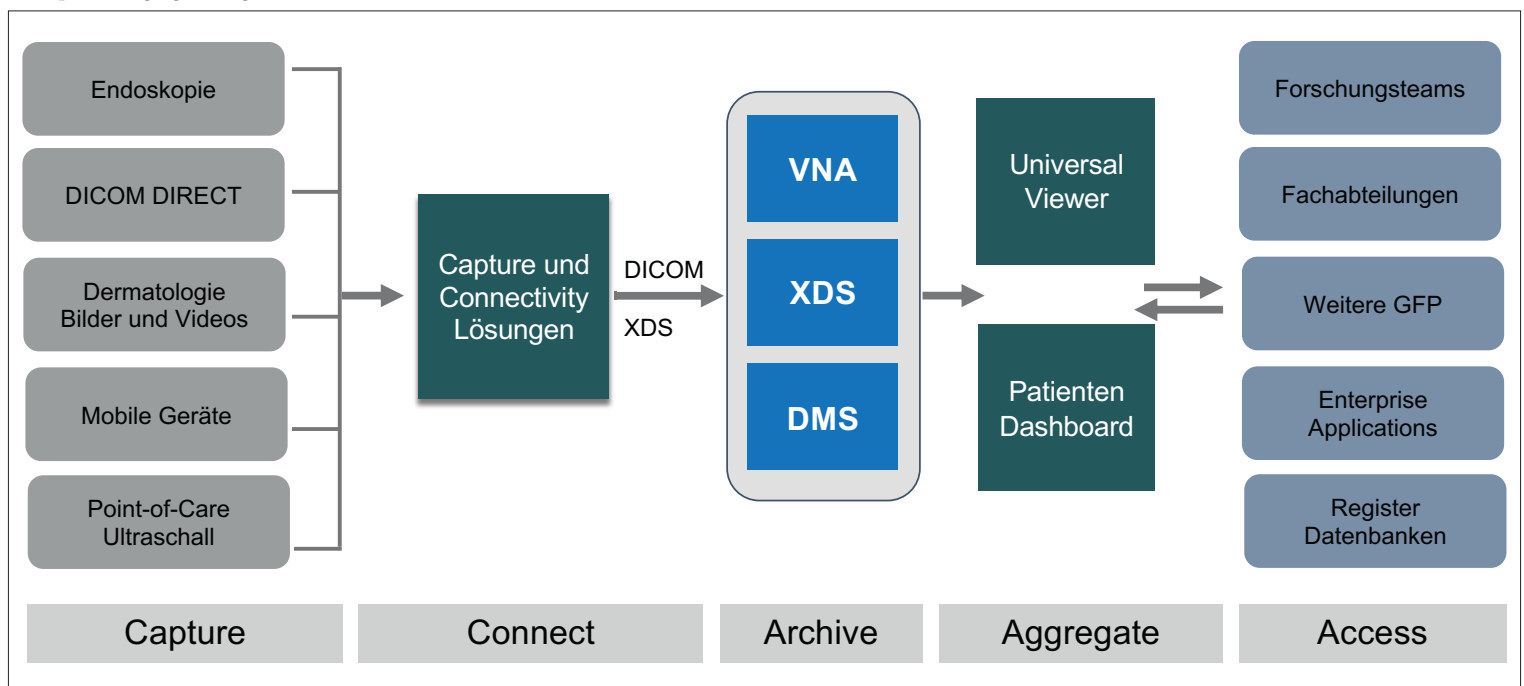 Endoskopie
DICOM DIRECT
Dermatologie
Bilder und Videos
Mobile Geräte
Point-of-Care
Ultraschall
Capture und
Connectivity
Lösungen
DICOM
XDS
VNA
XDS
DMS
Universal
Viewer
Patienten
Dashboard
Forschungsteams
Fachabteilungen
Weitere GFP
Enterprise
Applications
Register
Datenbanken
Capture
Connect
Archive
Aggregate
Access